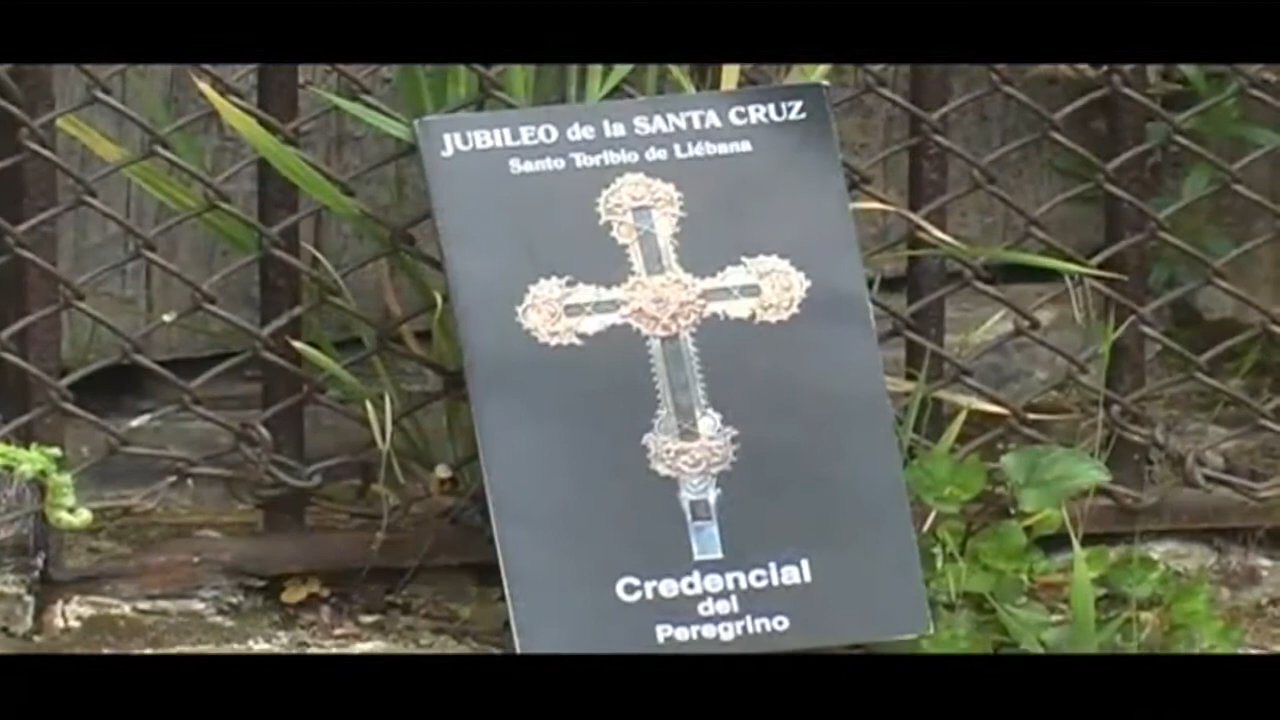 JUBILEO de la SANTA CRUZ
Santo Toribio de Liébana
Credencial
del
Peregrino